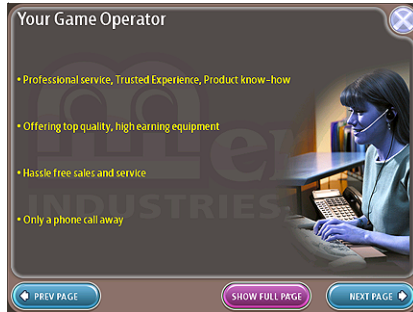 Your Game Operator
• Professional service, Trusted Experience, Product know-how
• Offering top quality, high earning equipment
• Hassle free sales and service
INDUSTRIES
• Only a phone call away
PREV PAGE
SHOW FULL PAGE
NEXT PAGE